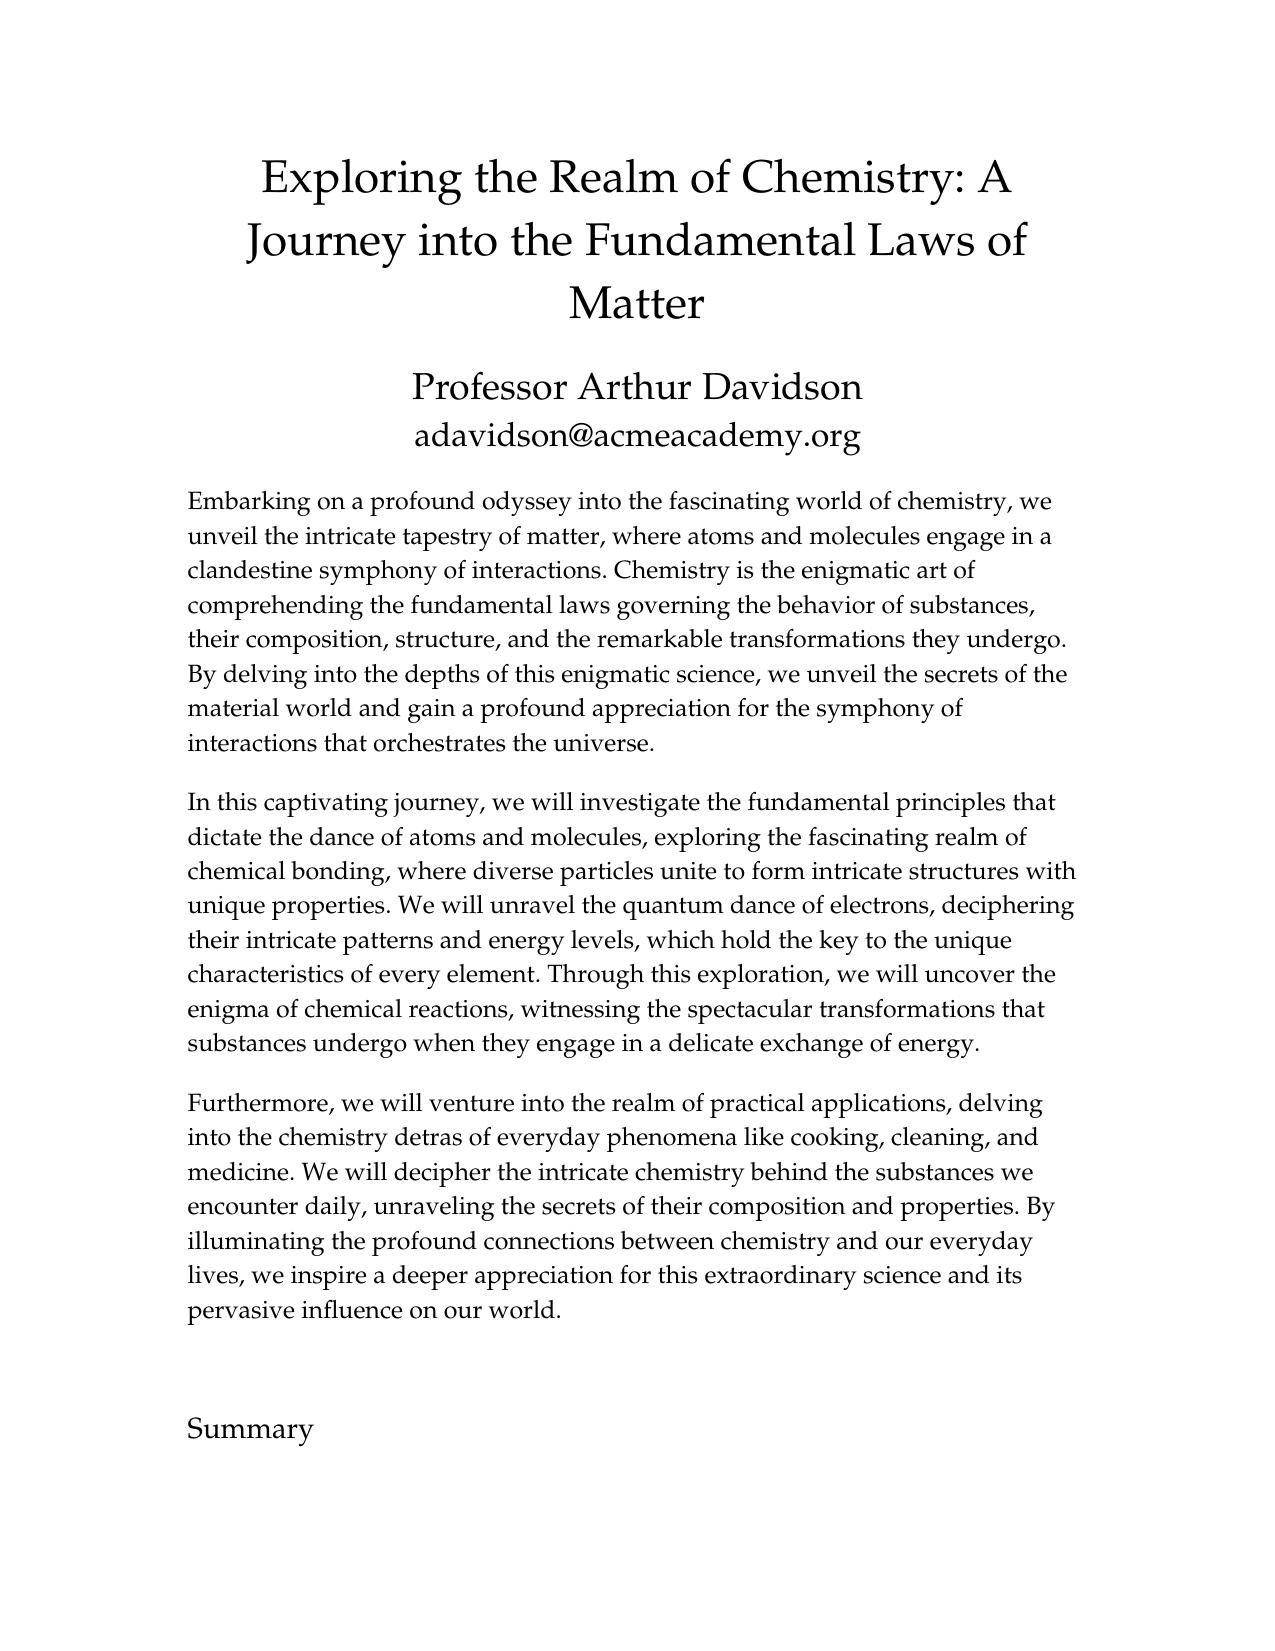 Exploring the Realm of Chemistry: A
Journey into the Fundamental Laws of
Matter
Professor Arthur Davidson
adavidson@acmeacademy.org
Embarking on a profound odyssey into the fascinating world of chemistry, we
unveil the intricate tapestry of matter, where atoms and molecules engage in a
clandestine symphony of interactions. Chemistry is the enigmatic art of
comprehending the fundamental laws governing the behavior of substances,
their composition, structure, and the remarkable transformations they undergo.
By delving into the depths of this enigmatic science, we unveil the secrets of the
material world and gain a profound appreciation for the symphony of
interactions that orchestrates the universe.
In this captivating journey, we will investigate the fundamental principles that
dictate the dance of atoms and molecules, exploring the fascinating realm of
chemical bonding, where diverse particles unite to form intricate structures with
unique properties. We will unravel the quantum dance of electrons, deciphering
their intricate patterns and energy levels, which hold the key to the unique
characteristics of every element. Through this exploration, we will uncover the
enigma of chemical reactions, witnessing the spectacular transformations that
substances undergo when they engage in a delicate exchange of energy.
Furthermore, we will venture into the realm of practical applications, delving
into the chemistry detras of everyday phenomena like cooking, cleaning, and
medicine. We will decipher the intricate chemistry behind the substances we
encounter daily, unraveling the secrets of their composition and properties. By
illuminating the profound connections between chemistry and our everyday
lives, we inspire a deeper appreciation for this extraordinary science and its
pervasive influence on our world.
Summary